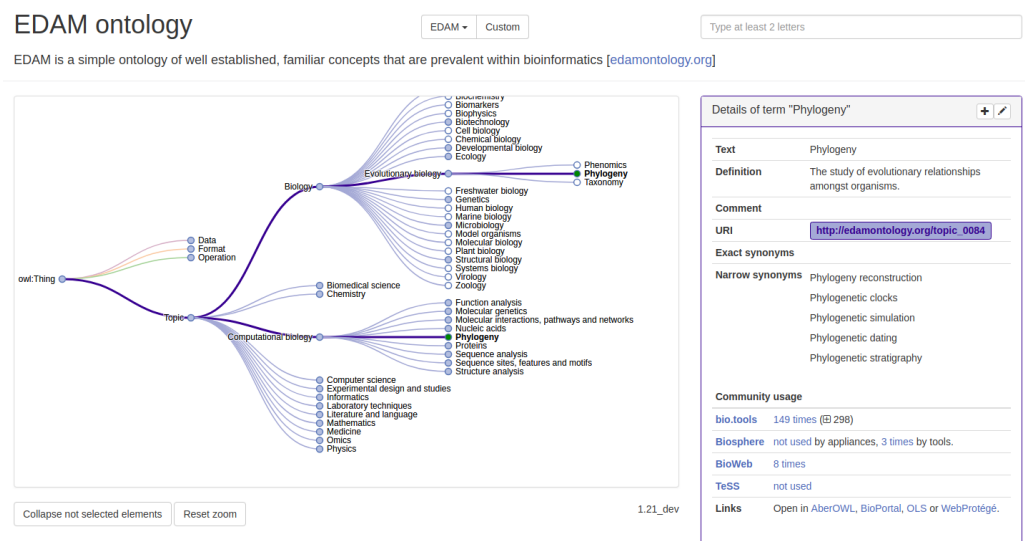 EDAM ontology
EDAM
Custom
Type at least 2 letters
EDAM is a simple ontology of well established, familiar concepts that are prevalent within bioinformatics [edamontology.org]
Biochemistry
Biomarkers
Biophysics
Biotechnology
Cell biology
Chemical biology
Developmental biology
Ecology
Phenomics
Evolutionary biology
Phylogeny
Taxonomy
Biology
Freshwater biology
Genetics
Human biology
Marine biology
Microbiology
Model organisms
Molecular biology
Plant biology
Structural biology
Systems biology
Virology
Zoology
Data
Format
Operation
owl:Thing
Biomedical science
Chemistry
Topic
Function analysis
Molecular genetics
Molecular interactions, pathways and networks
Nucleic acids
Computational biology
Phylogeny
Proteins
Sequence analysis
Sequence sites, features and motifs
Structure analysis
Computer science
Experimental design and studies
Informatics
Laboratory techniques
Literature and language
Mathematics
Medicine
Omics
Physics
Collapse not selected elements
Reset zoom
1.21_dev
Details of term "Phylogeny"
Text Phylogeny
Definition The study of evolutionary relationships
amongst organisms.
Comment
URI http://edamontology.org/topic_0084
Exact synonyms
Narrow synonyms Phylogeny reconstruction
Phylogenetic clocks
Phylogenetic simulation
Phylogenetic dating
Phylogenetic stratigraphy
Community usage
bio.tools 149 times (298)
Biosphere not used by appliances, 3 times by tools.
BioWeb 8 times
TeSS not used
Links Open in AberOWL, BioPortal, OLS or WebProtégé.